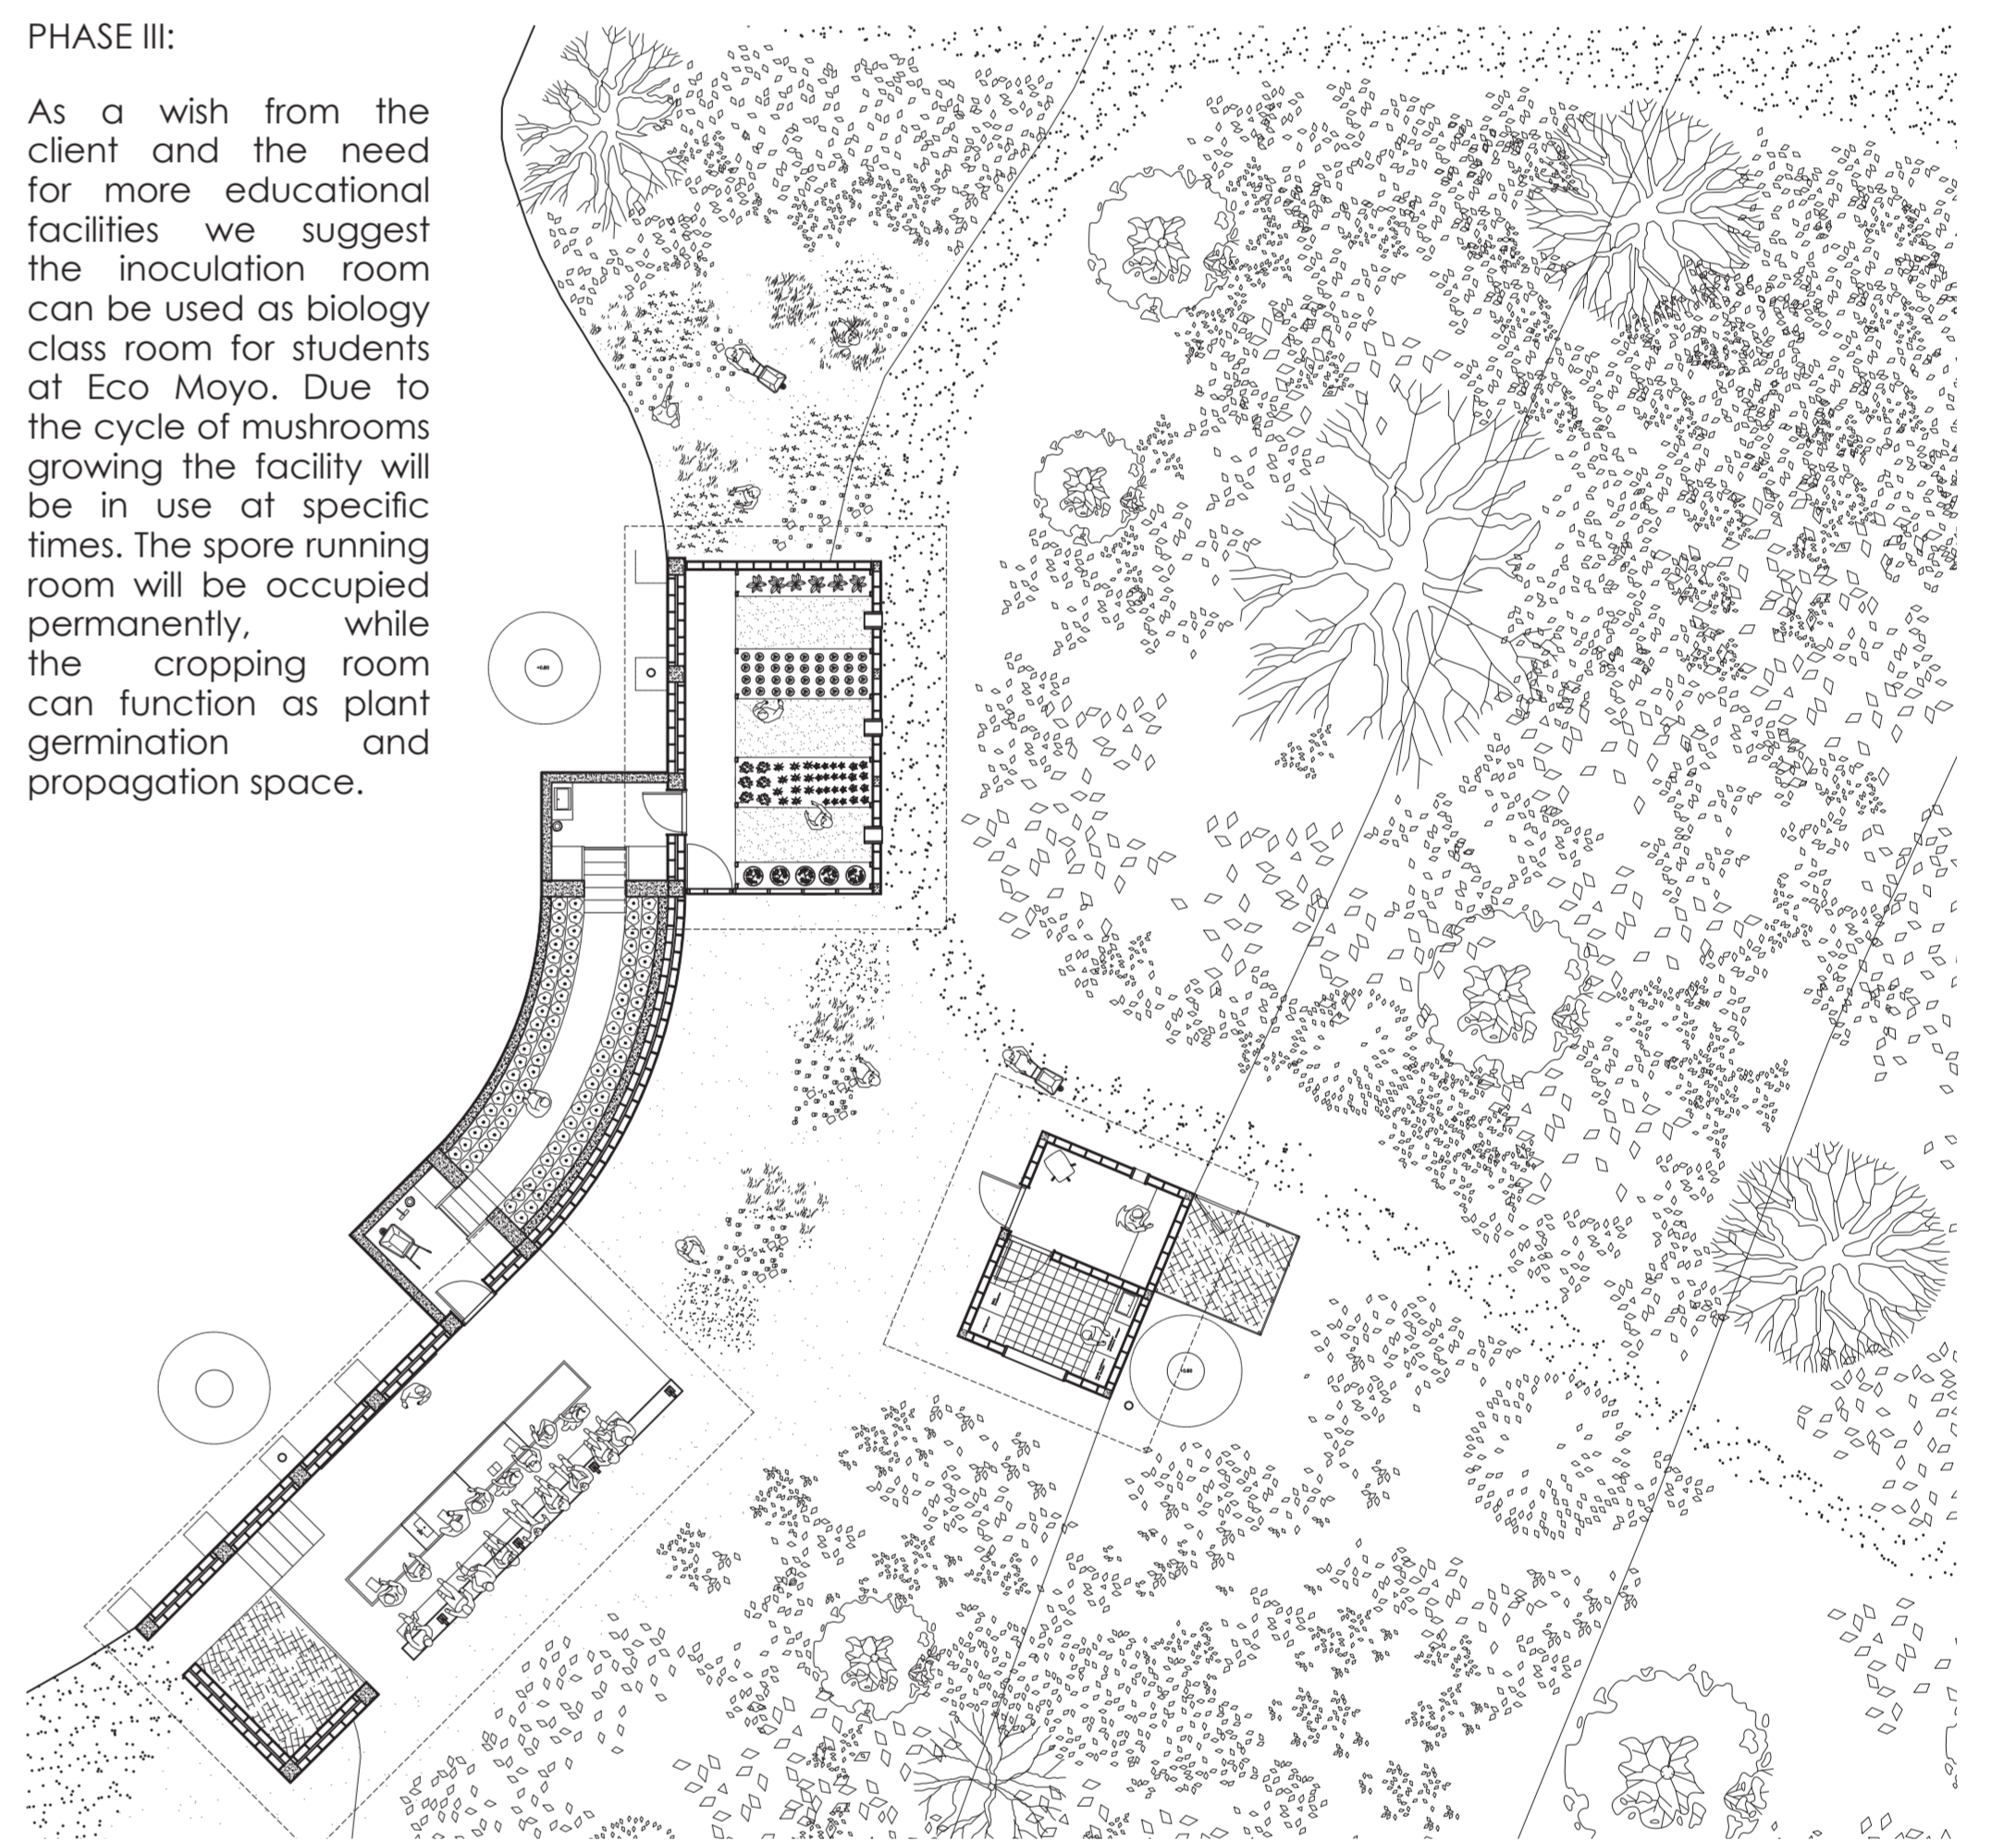 PHASE III:
As a wish from the
client and the need
for more educational
facilities we suggest
the inoculation room
can be used as biology
class room for students
at Eco Moyo. Due to
the cycle of mushrooms
growing the facility will
be in use at specific
times. The spore running
room will be occupied
permanently, while
the cropping room
can function as plant
germination and
propagation space.